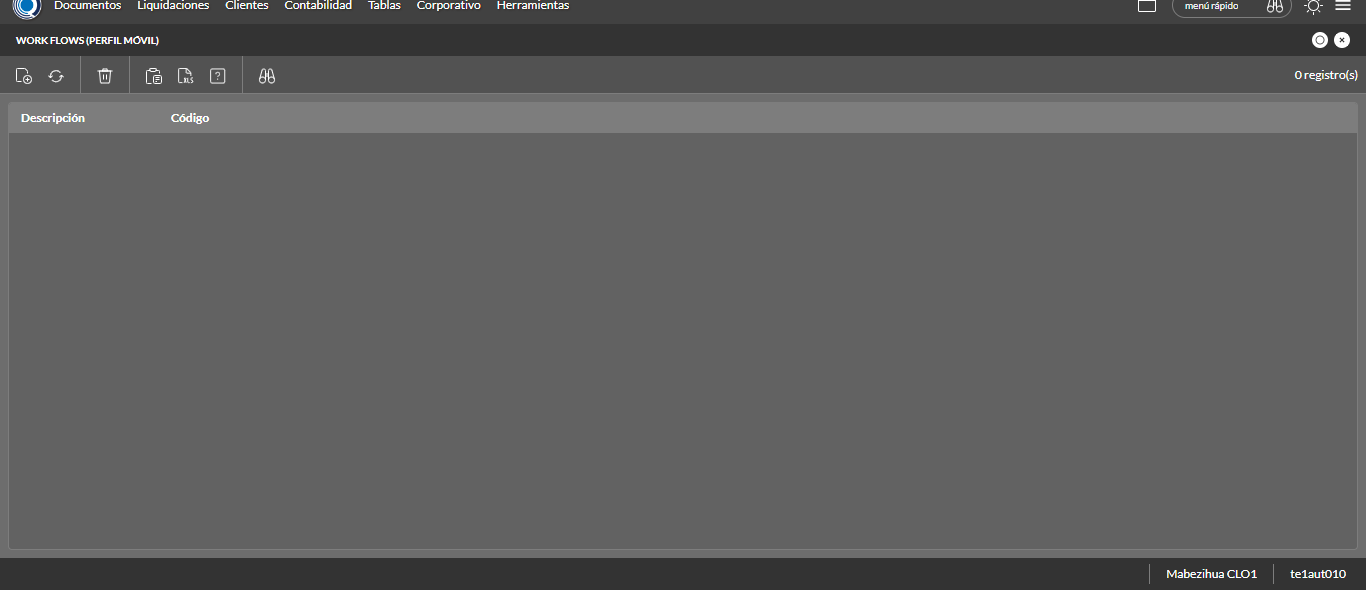 Documentos Liquidaciones Clientes Contabilidad Tablas Corporativo Herramientas menú rápido
WORK FLOWS (PERFIL MÓVIL)
XLS ? 0 registro(s)
Descripción Código
Mabezihua CLO1 te1aut010